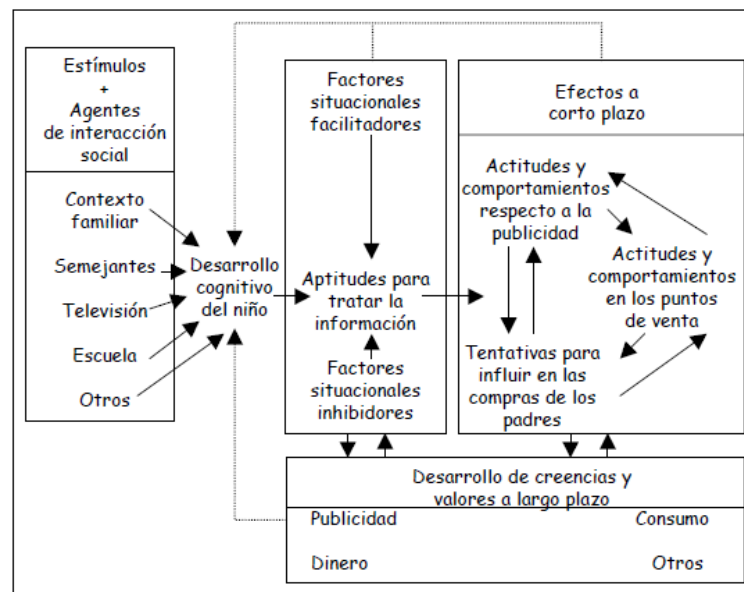 Estímulos
+
Agentes
de interacción
social
Contexto
familiar
Semejantes
Televisión
Escuela
Otros
Desarrollo
cognitivo
del niño
Factores
situacionales
facilitadores
Aptitudes para
tratar la
información
Factores
situacionales
inhibidores
Efectos a
corto plazo
Actitudes y
comportamientos
respecto a la
publicidad
Actitudes y
comportamientos
en los puntos
de venta
Tentativas para
influir en las
compras de los
padres
Desarrollo de creencias y
valores a largo plazo
Publicidad Consumo
Dinero Otros